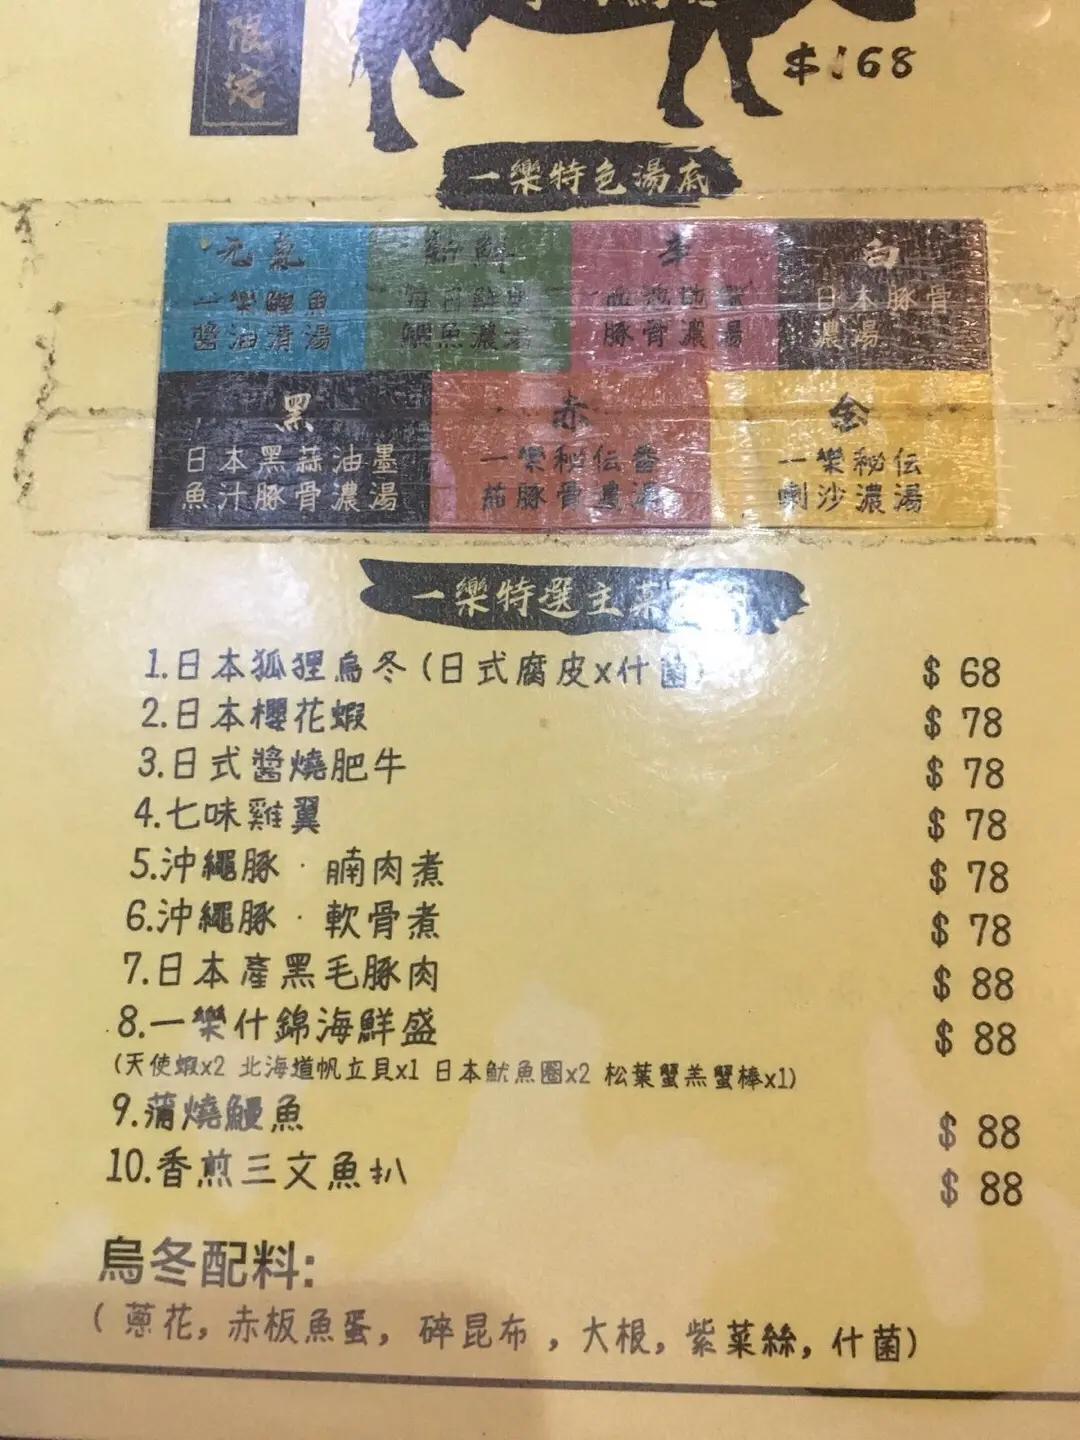 限定
$168
一樂特色湯底
元氣
一樂鰹魚
醬油清湯
新鮮
每日鮮
魚濃湯
辛
豚骨濃湯
白
日本豚骨
濃湯
黑
日本黑蒜油墨
魚汁豚骨濃湯
赤
一樂秘伝番
茄豚骨濃湯
金
一樂秘伝
喇沙濃湯
一樂特選主菜
1.日本狐狸烏冬(日式腐皮x什菌) $ 68
2.日本櫻花蝦 $ 78
3.日式醬燒肥牛 $ 78
4.七味雞翼 $ 78
5.沖繩豚·腩肉煮 $ 78
6.沖繩豚·軟骨煮 $ 78
7.日本產黑毛豚肉 $ 88
8.一樂什錦海鮮盛 $ 88
(天使蝦x2 北海道帆立貝x1 日本魷魚圈x2 松葉蟹羔蟹棒x1)
9.蒲燒鰻魚 $ 88
10.香煎三文魚扒 $ 88
烏冬配料:
(蔥花,赤板魚蛋,碎昆布,大根,紫菜絲,什菌)